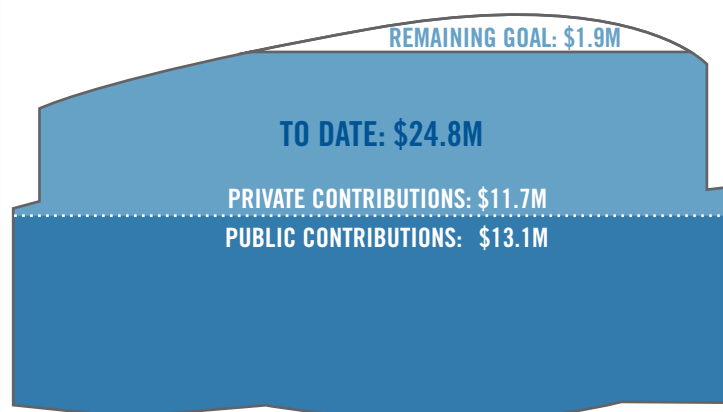 REMAINING GOAL: $1.9M
TO DATE: $24.8M
PRIVATE CONTRIBUTIONS: $11.7M
PUBLIC CONTRIBUTIONS: $13.1M